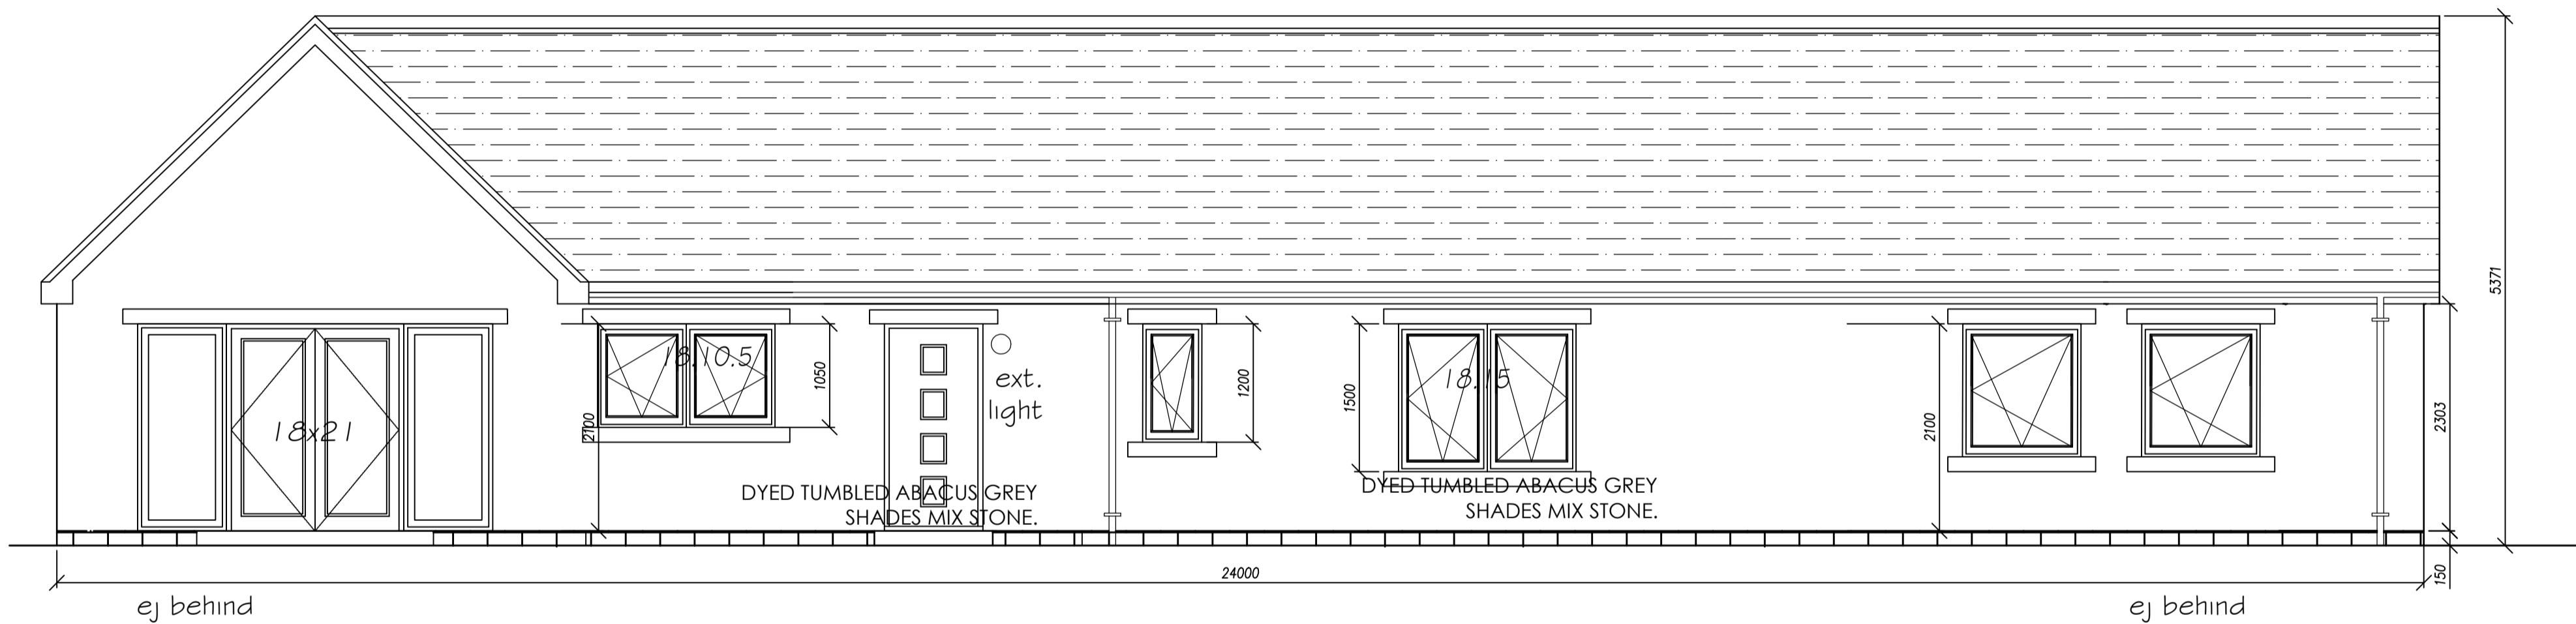 5371
18.10.5
1050
ext.
light
1200
1500
18.15
18x21
2100
2100
2303
DYED TUMBLED ABACUS GREY
SHADES MIX STONE.
DYED TUMBLED ABACUS GREY
SHADES MIX STONE.
24000
150
ej behind
ej behind